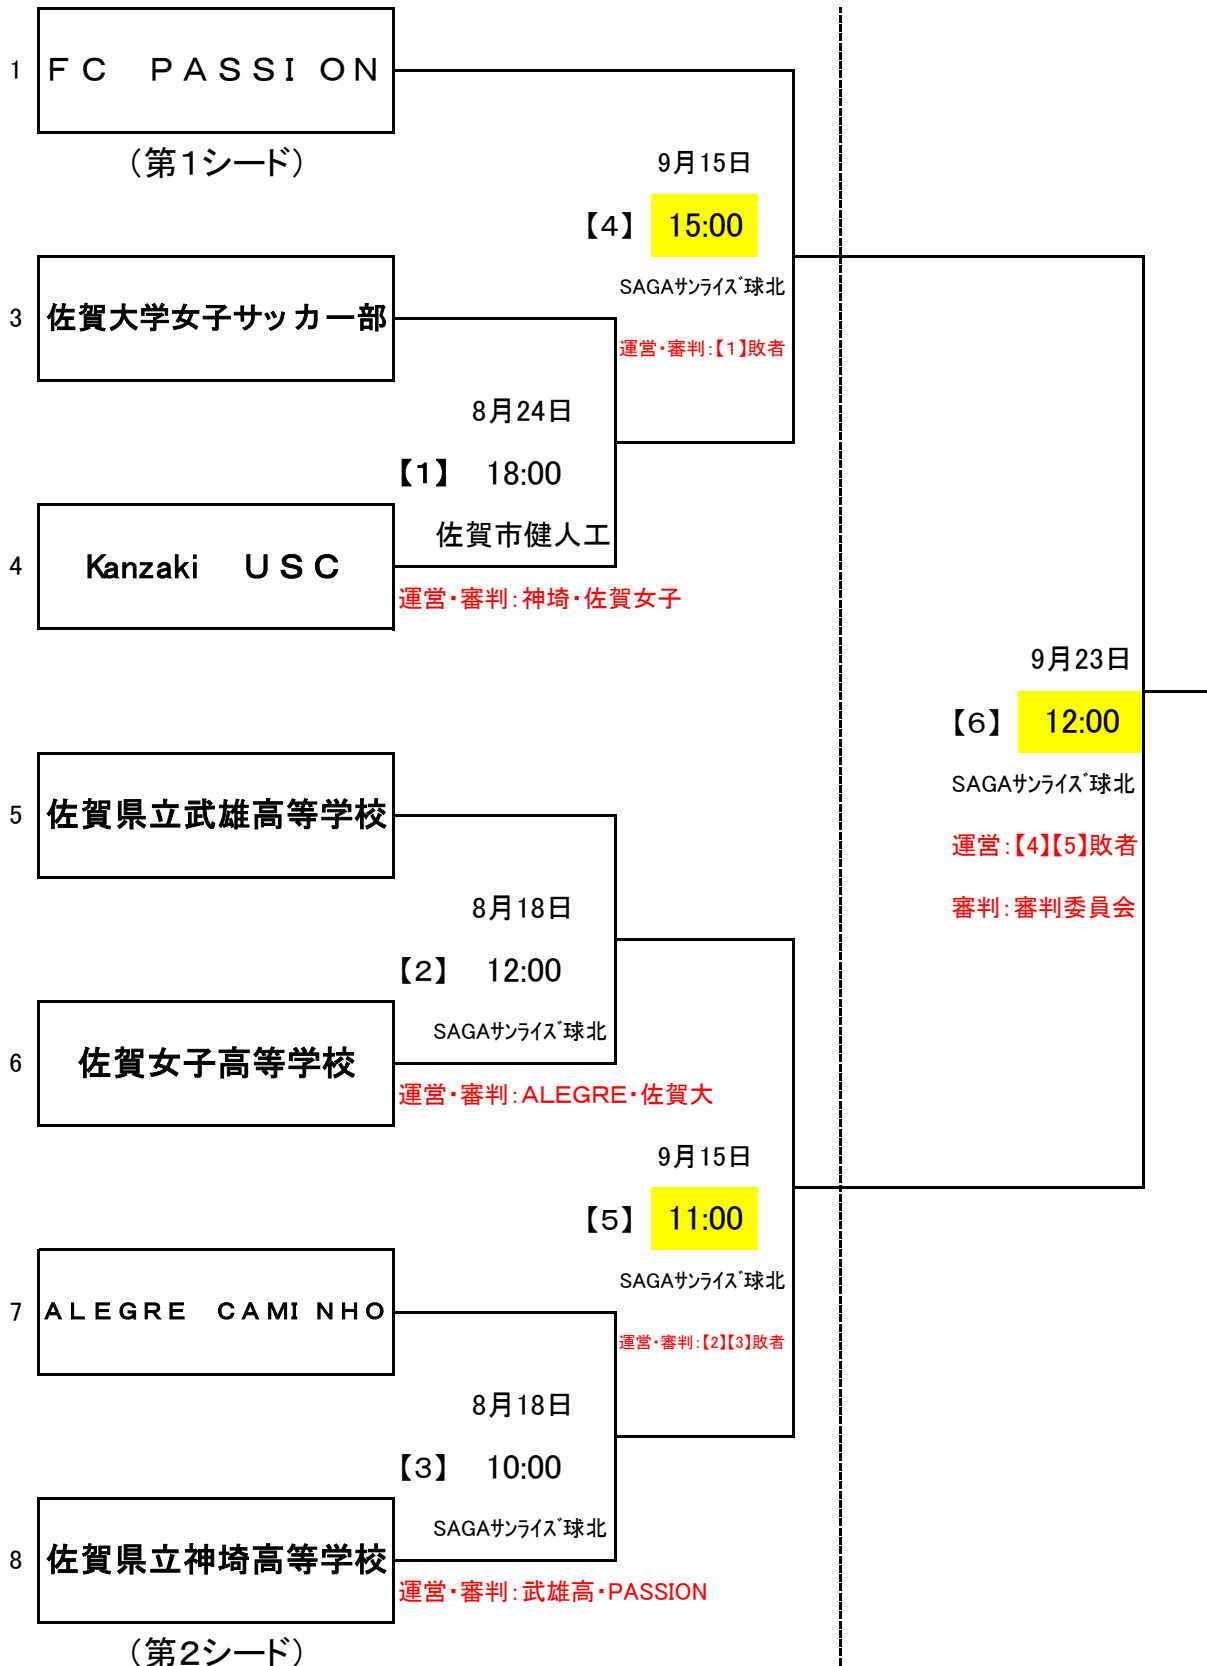 1 FC PASSION
（第１シード）
9月15日
【4】 15:00
SAGAｻﾝﾗｲｽﾞ球北
運営・審判：【1】敗者
3 佐賀大学女子サッカー部
8月24日
【1】 18:00
佐賀市健人工
4 Kanzaki USC
運営・審判：神埼・佐賀女子
9月23日
【6】 12:00
SAGAｻﾝﾗｲｽﾞ球北
運営：【4】【5】敗者
審判：審判委員会
5 佐賀県立武雄高等学校
8月18日
【2】 12:00
SAGAｻﾝﾗｲｽﾞ球北
6 佐賀女子高等学校
運営・審判：ALEGRE・佐賀大
9月15日
【5】 11:00
SAGAｻﾝﾗｲｽﾞ球北
運営・審判：【2】【3】敗者
7 ALEGRE CAMINHO
8月18日
【3】 10:00
SAGAｻﾝﾗｲｽﾞ球北
8 佐賀県立神埼高等学校
運営・審判：武雄高・PASSION
（第２シード）